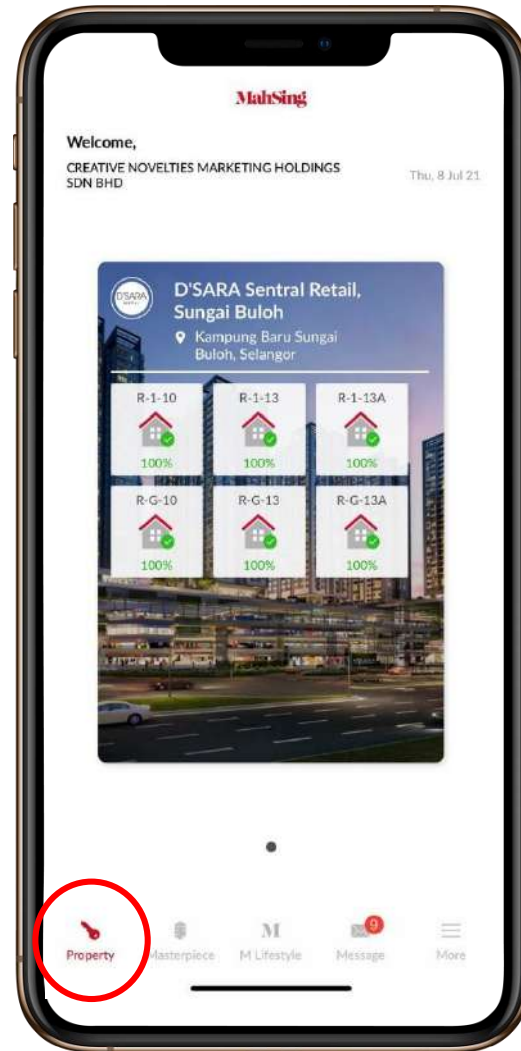 MahSing
Welcome,
CREATIVE NOVELTIES MARKETING HOLDINGS
SDN BHD
Thu, 8 Jul 21
D'SARA
D'SARA Sentral Retail,
Sungai Buloh
Kampung Baru Sungai
Buloh, Selangor
R-1-10 R-1-13 R-1-13A
100% 100% 100%
R-G-10 R-G-13 R-G-13A
100% 100% 100%
M 9
Property Masterpiece M Lifestyle Message More